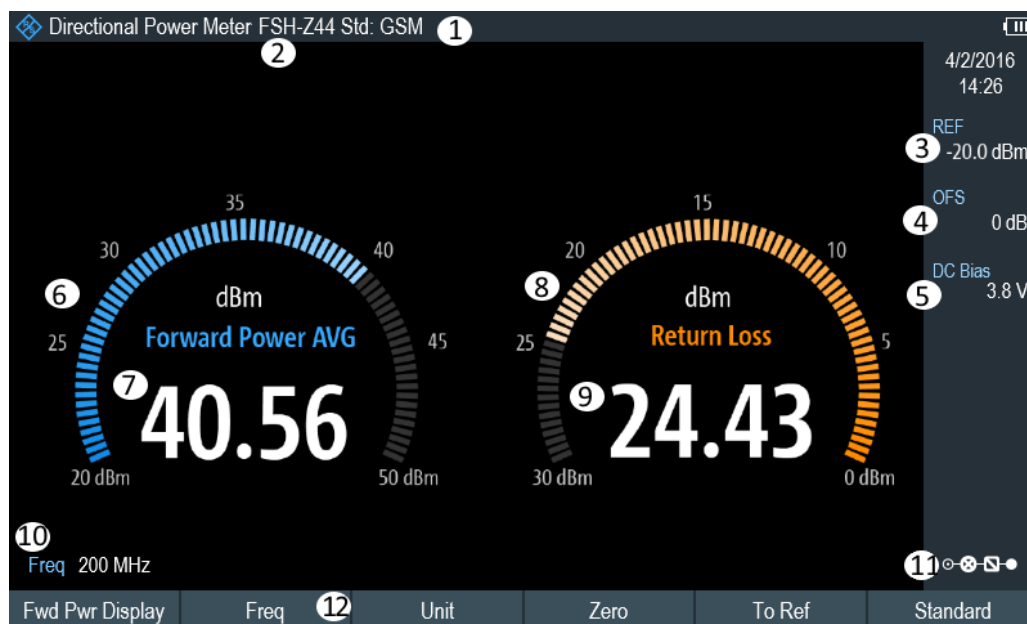 Directional Power Meter FSH-Z44 Std: GSM 1
2
4/2/2016
14:26
REF
3 -20.0 dBm
OFS
4 0 dB
DC Bias
5 3.8 V
35
30 40
6
dBm
25 Forward Power AVG 45
7 40.56
20 dBm 50 dBm
15
20 10
8
dBm
25 Return Loss 5
9 24.43
30 dBm 0 dBm
10
Freq 200 MHz
11
Fwd Pwr Display Freq 12 Unit Zero To Ref Standard